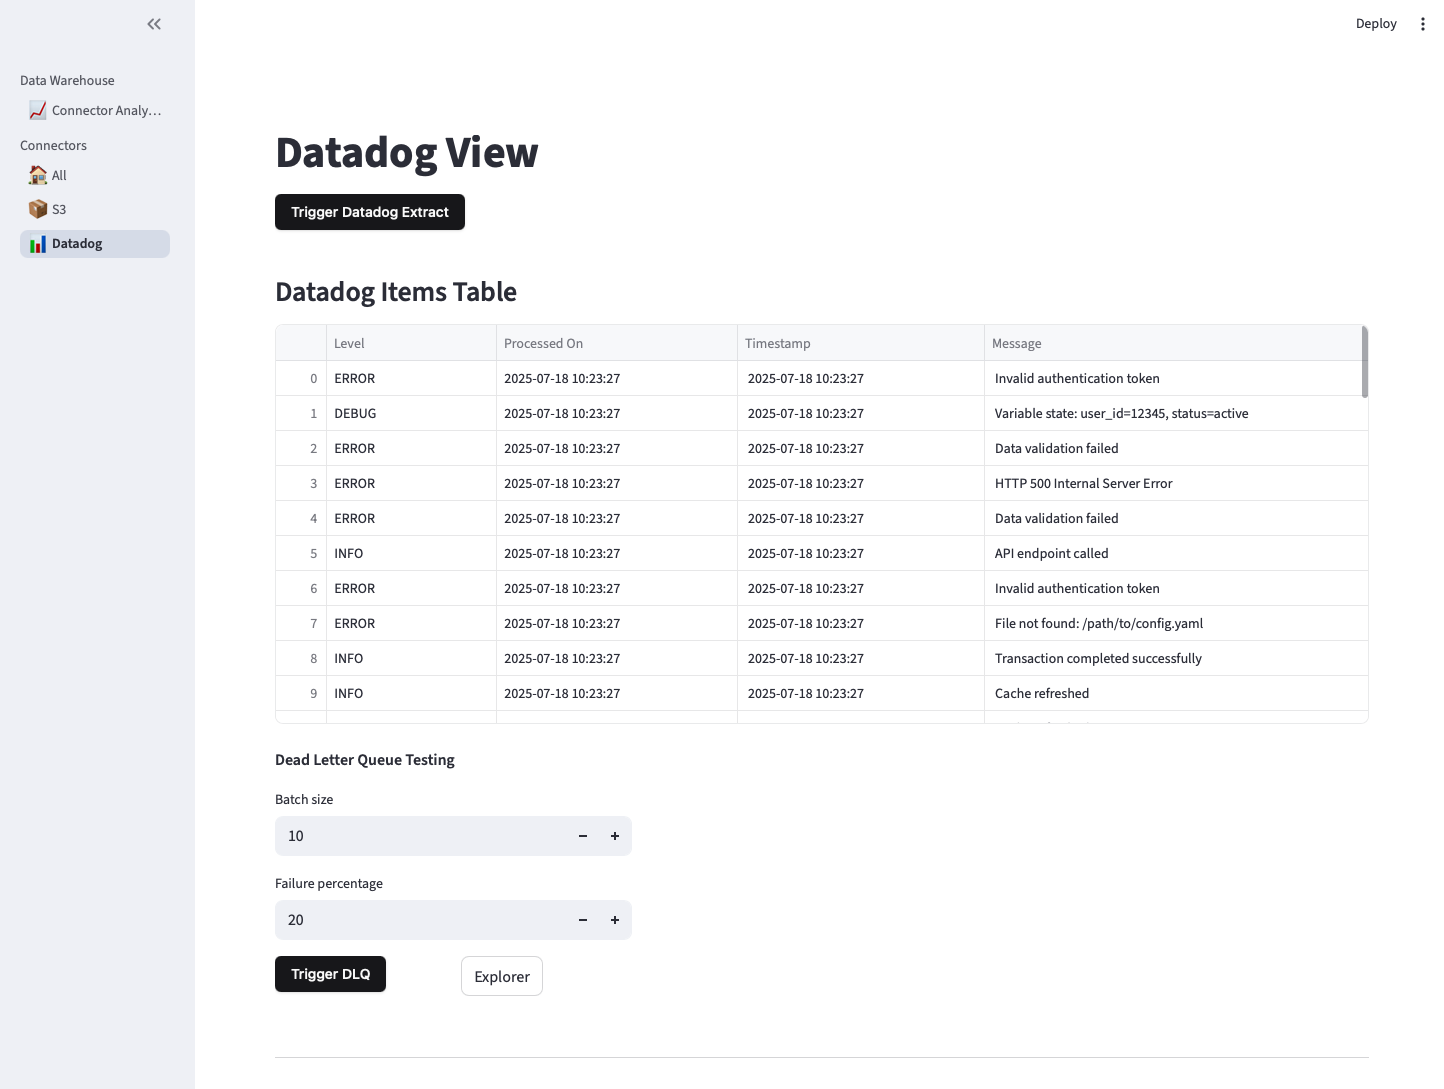 Deploy
Data Warehouse
Connector Analy...
Connectors
All
S3
Datadog
Datadog View
Trigger Datadog Extract
Datadog Items Table
Level Processed On Timestamp Message
0 ERROR 2025-07-18 10:23:27 2025-07-18 10:23:27 Invalid authentication token
1 DEBUG 2025-07-18 10:23:27 2025-07-18 10:23:27 Variable state: user_id=12345, status=active
2 ERROR 2025-07-18 10:23:27 2025-07-18 10:23:27 Data validation failed
3 ERROR 2025-07-18 10:23:27 2025-07-18 10:23:27 HTTP 500 Internal Server Error
4 ERROR 2025-07-18 10:23:27 2025-07-18 10:23:27 Data validation failed
5 INFO 2025-07-18 10:23:27 2025-07-18 10:23:27 API endpoint called
6 ERROR 2025-07-18 10:23:27 2025-07-18 10:23:27 Invalid authentication token
7 ERROR 2025-07-18 10:23:27 2025-07-18 10:23:27 File not found: /path/to/config.yaml
8 INFO 2025-07-18 10:23:27 2025-07-18 10:23:27 Transaction completed successfully
9 INFO 2025-07-18 10:23:27 2025-07-18 10:23:27 Cache refreshed
Dead Letter Queue Testing
Batch size
10
Failure percentage
20
Trigger DLQ
Explorer